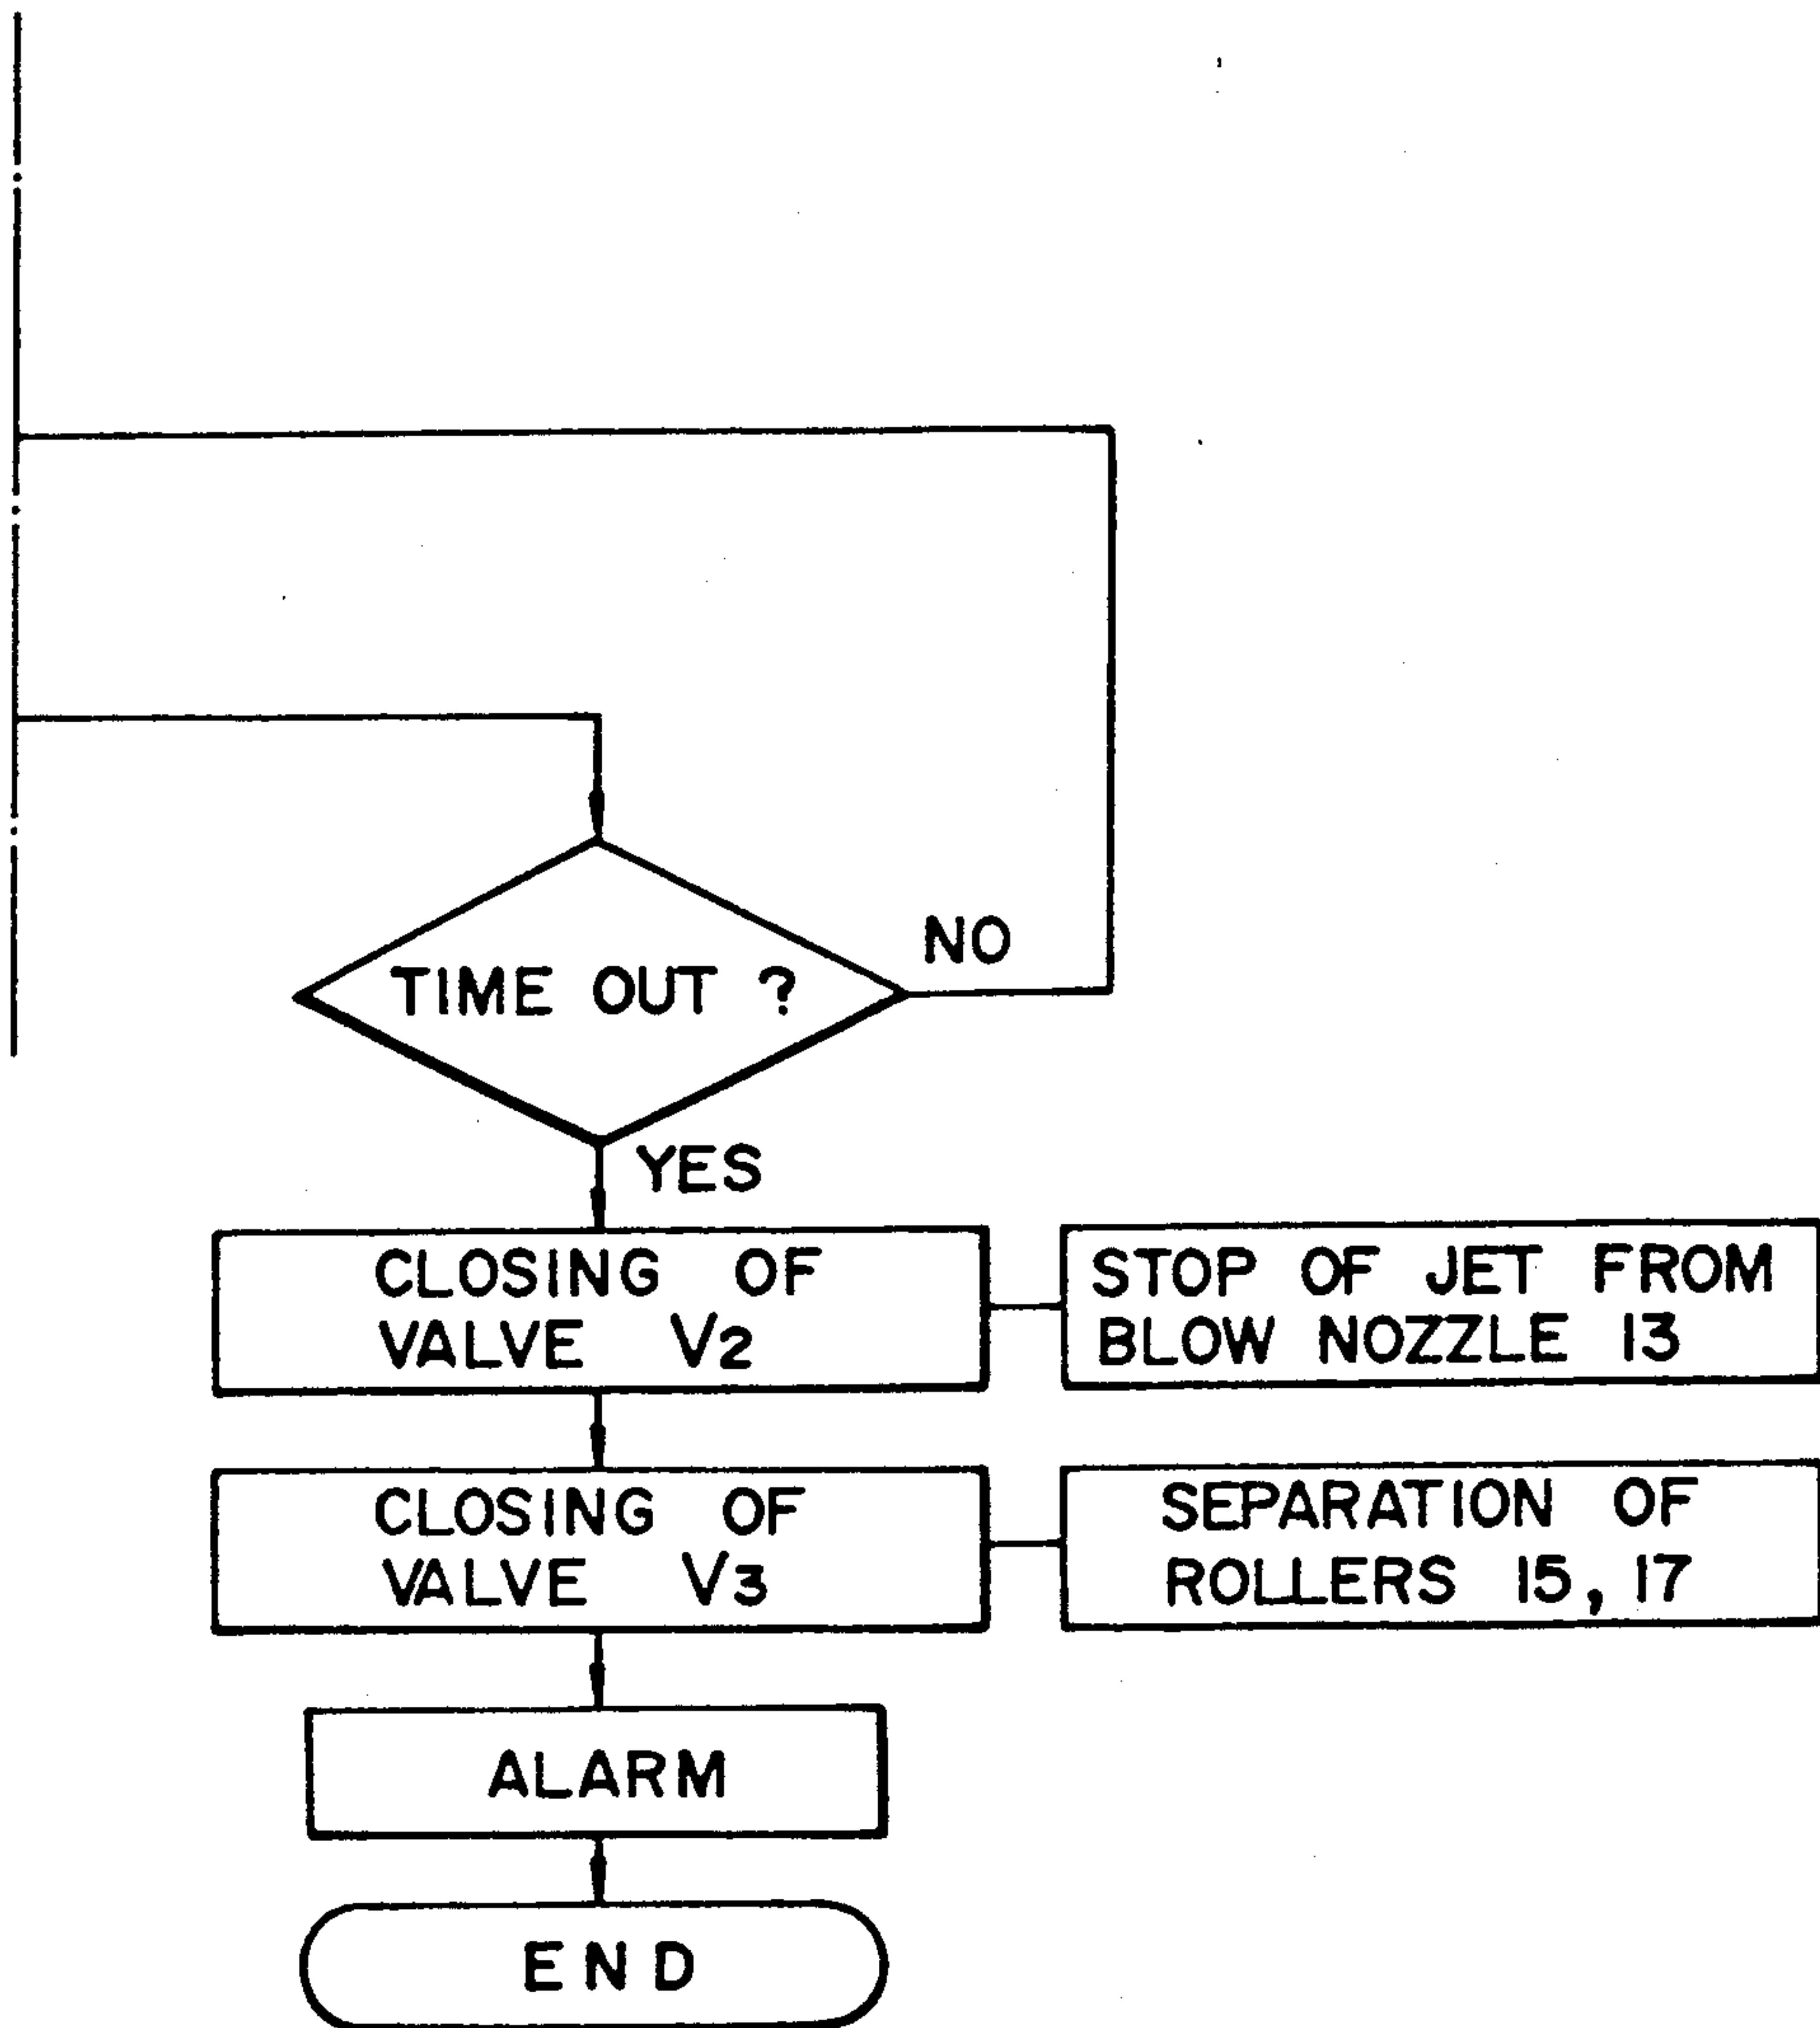 NO
TIME OUT ?
YES
CLOSING OF
VALVE V2
STOP OF JET FROM
BLOW NOZZLE 13
CLOSING OF
VALVE V3
SEPARATION OF
ROLLERS 15, 17
ALARM
END